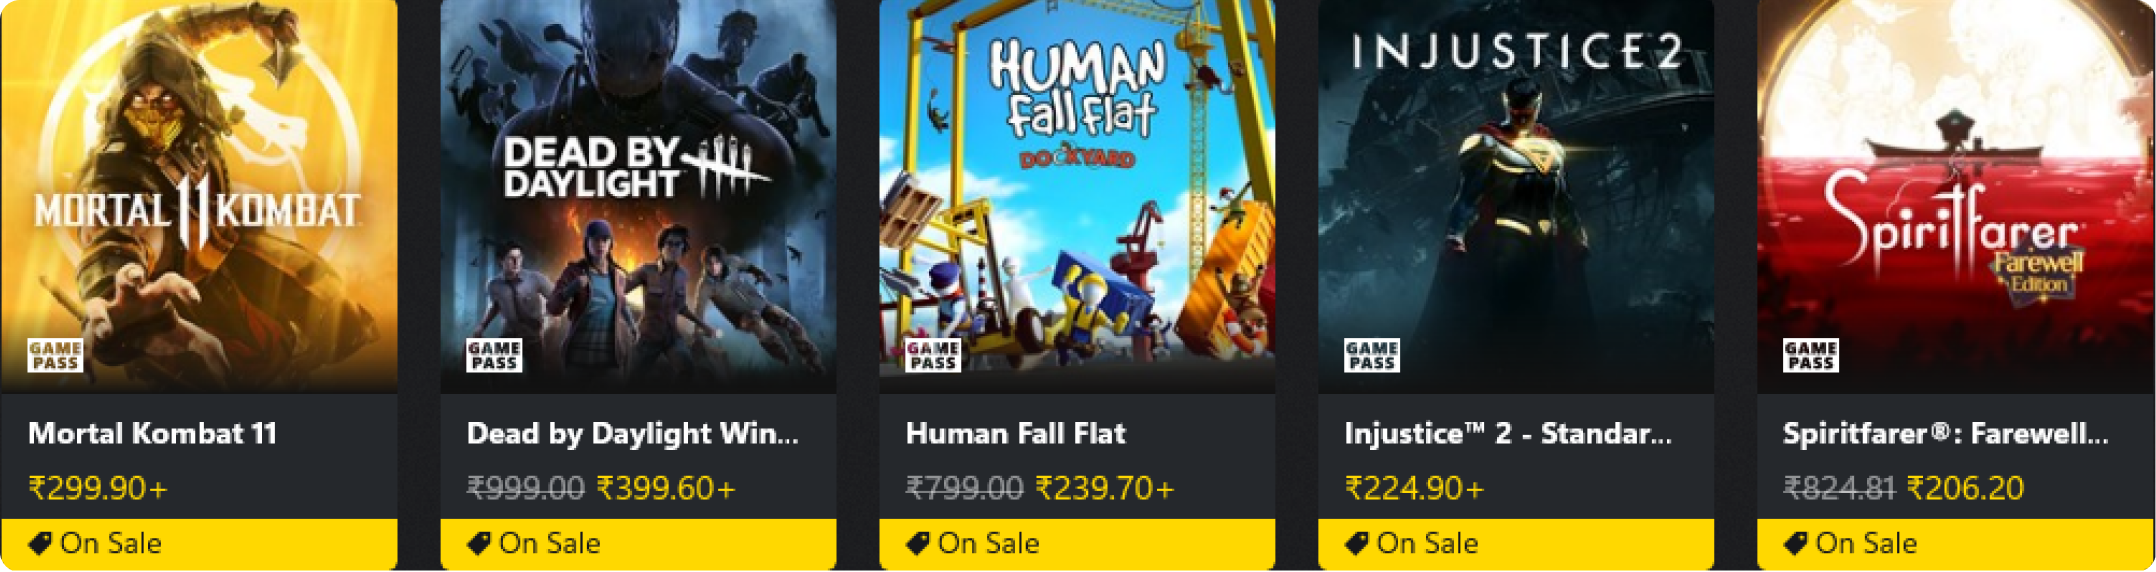 MORTAL 11 KOMBAT
GAME
PASS
Mortal Kombat 11
₹299.90+
On Sale
DEAD BY
DAYLIGHT
GAME
PASS
Dead by Daylight Win...
₹999.00 ₹399.60+
On Sale
HUMAN
fall flat
DOCKYARD
GAME
PASS
Human Fall Flat
₹799.00 ₹239.70+
On Sale
INJUSTICE 2
GAME
PASS
Injustice™ 2 - Standar...
₹224.90+
On Sale
Spiritfarer
Farewell
Edition
GAME
PASS
Spiritfarer®: Farewell...
₹824.81 ₹206.20
On Sale